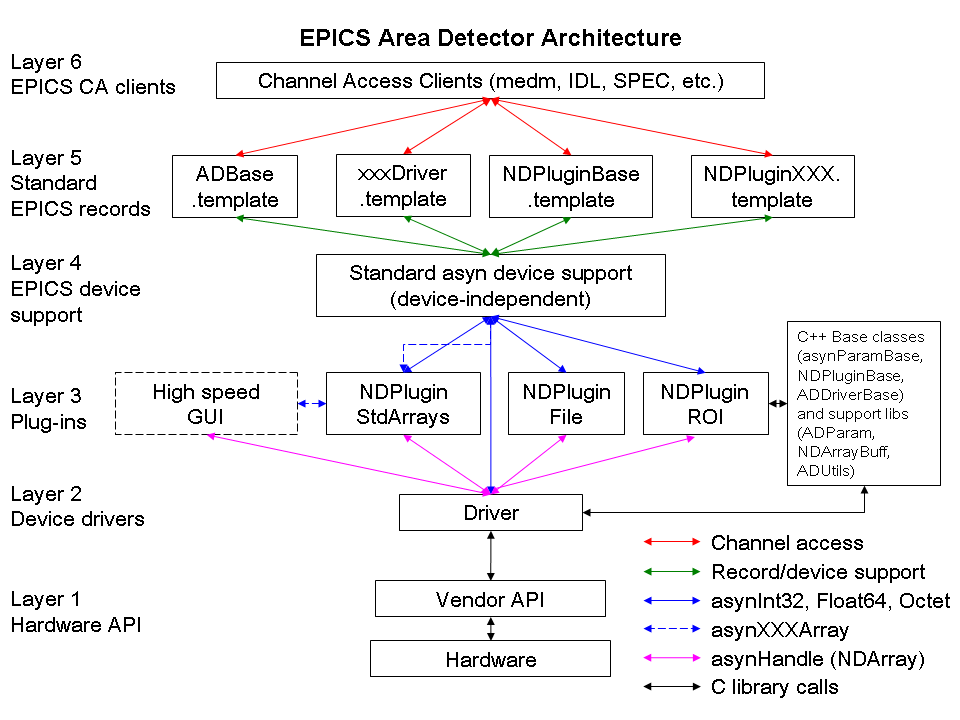 EPICS Area Detector Architecture
Layer 6
EPICS CA clients
Channel Access Clients (medm, IDL, SPEC, etc.)
Layer 5
Standard
EPICS records
ADBase
.template
xxxDriver
.template
NDPluginBase
.template
NDPluginXXX.
template
Layer 4
EPICS device
support
Standard asyn device support
(device-independent)
C++ Base classes
(asynParamBase,
NDPluginBase,
ADDriverBase)
and support libs
(ADParam,
NDArrayBuff,
ADUtils)
Layer 3
Plug-ins
High speed
GUI
NDPlugin
StdArrays
NDPlugin
File
NDPlugin
ROI
Layer 2
Device drivers
Driver
Layer 1
Hardware API
Vendor API
Hardware
Channel access
Record/device support
asynInt32, Float64, Octet
asynXXXArray
asynHandle (NDArray)
C library calls